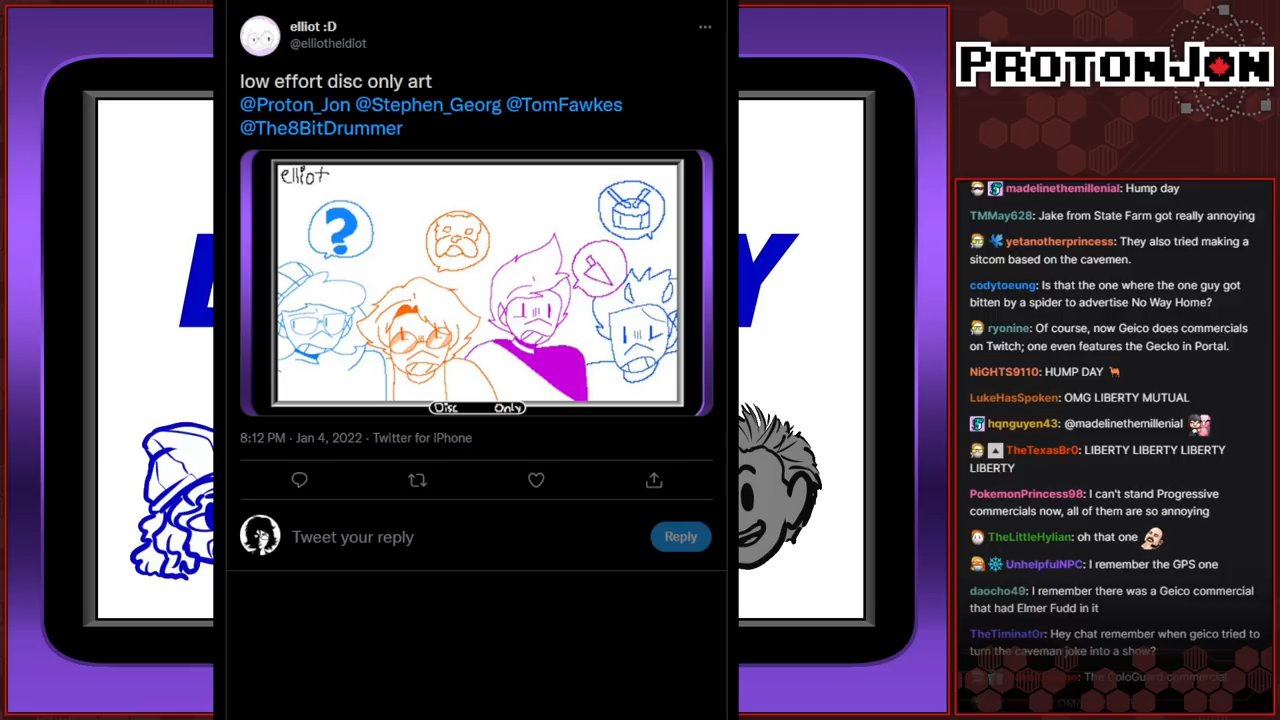 elliot :D
@elliotheidiot
low effort disc only art
@Proton_Jon @Stephen_Georg @TomFawkes
@The8BitDrummer
elliot
?
Disc Only
8:12 PM · Jan 4, 2022 · Twitter for iPhone
Tweet your reply
Reply
Y
PROTONJON
madelinethemillenial: Hump day
TMMay628: Jake from State Farm got really annoying
yetanotherprincess: They also tried making a
sitcom based on the cavemen.
codytoeung: Is that the one where the one guy got
bitten by a spider to advertise No Way Home?
ryonine: Of course, now Geico does commercials
on Twitch; one even features the Gecko in Portal.
NiGHTS9110: HUMP DAY
LukeHasSpoken: OMG LIBERTY MUTUAL
hqnguyen43: @madelinethemillenial
TheTexasBr0: LIBERTY LIBERTY LIBERTY
LIBERTY
PokemonPrincess98: I can't stand Progressive
commercials now, all of them are so annoying
TheLittleHylian: oh that one
UnhelpfulNPC: I remember the GPS one
daocho49: I remember there was a Geico commercial
that had Elmer Fudd in it
TheTiminat0r: Hey chat remember when geico tried to
turn the caveman joke into a show?
The ColoGuard commercial